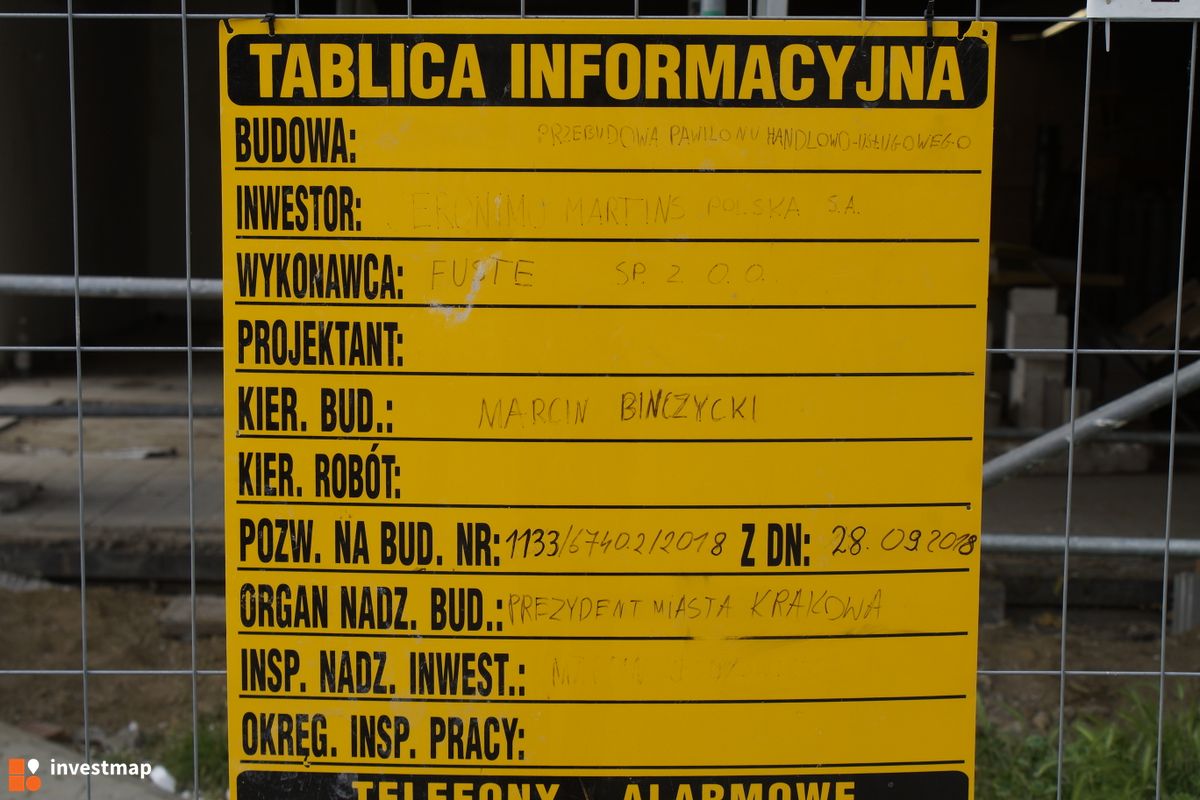 TABLICA INFORMACYJNA
BUDOWA: PRZEBUDOWA PAWILONU HANDLOWO-USŁUGOWEGO
INWESTOR: JERONIMO MARTINS POLSKA S.A.
WYKONAWCA: FUSTE SP. Z O.O.
PROJEKTANT:
KIER. BUD.: MARCIN BINCZYCKI
KIER. ROBÓT:
POZW. NA BUD. NR: 1133/6740.2/2018 Z DN: 28.09.2018
ORGAN NADZ. BUD.: PREZYDENT MIASTA KRAKOWA
INSP. NADZ. INWEST.:
OKRĘG. INSP. PRACY:
TELEFONY ALARMOWE
investmap